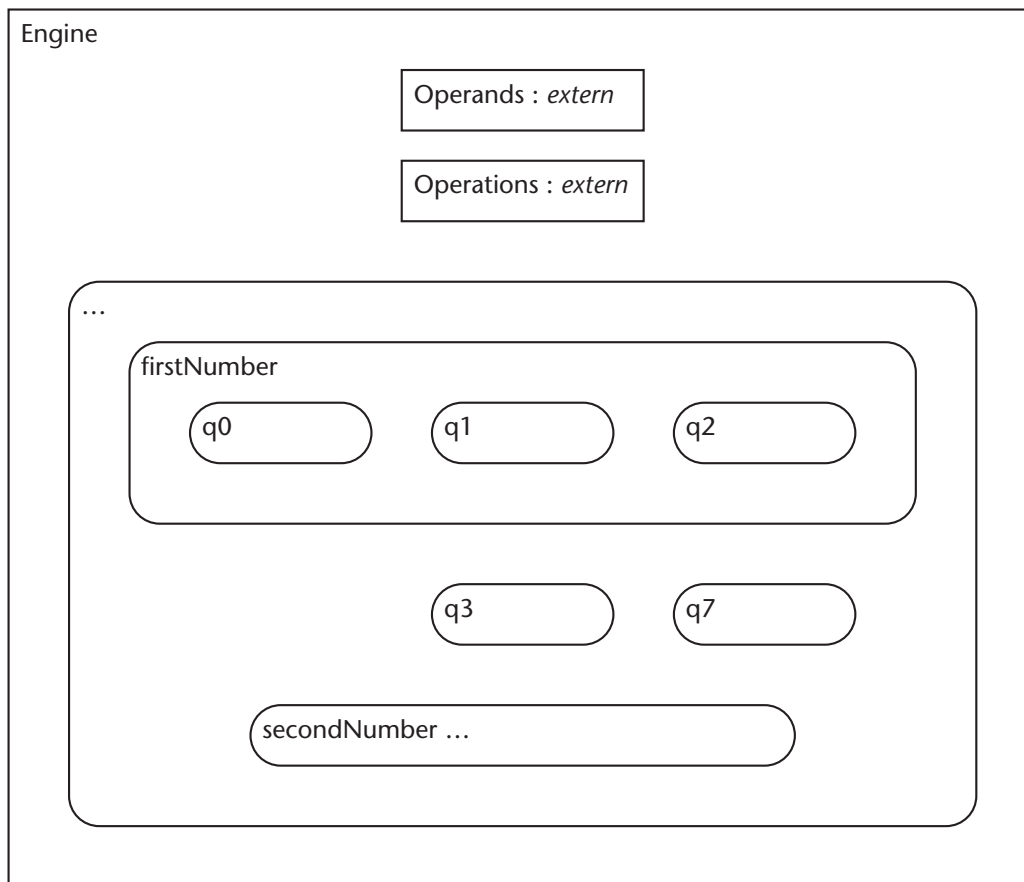 Engine
Operands : extern
Operations : extern
…
firstNumber
q0
q1
q2
q3
q7
secondNumber …